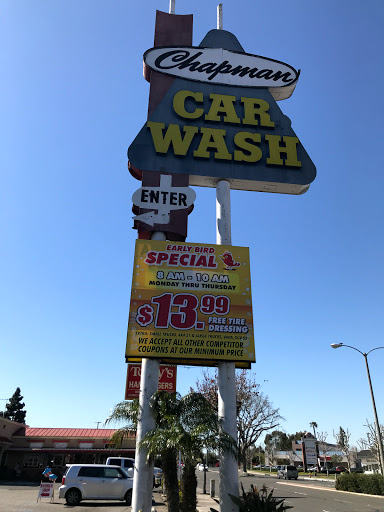 Chapman
CAR
WASH
ENTER
EARLY BIRD
SPECIAL
8 AM - 10 AM
MONDAY THRU THURSDAY
$13.99
FREE TIRE
DRESSING
WE ACCEPT ALL OTHER COMPETITOR
COUPONS AT OUR MINIMUM PRICE